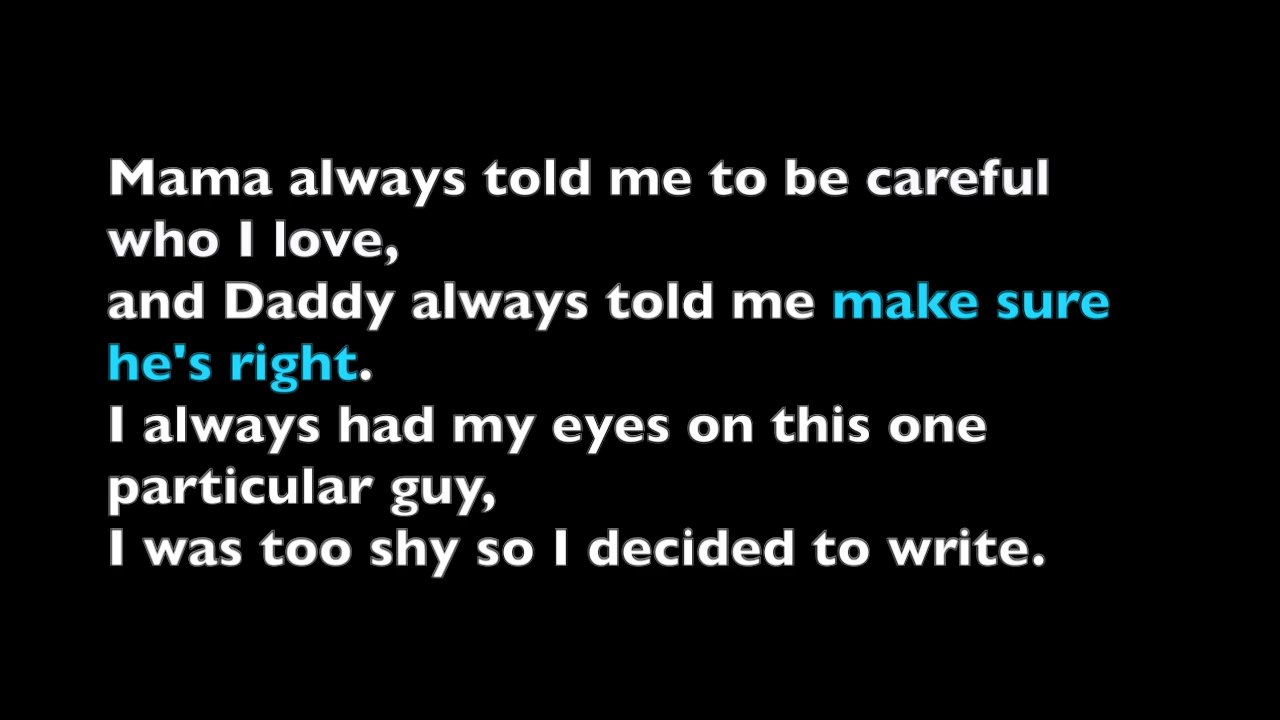 Mama always told me to be careful
who I love,
and Daddy always told me make sure
he's right.
I always had my eyes on this one
particular guy,
I was too shy so I decided to write.